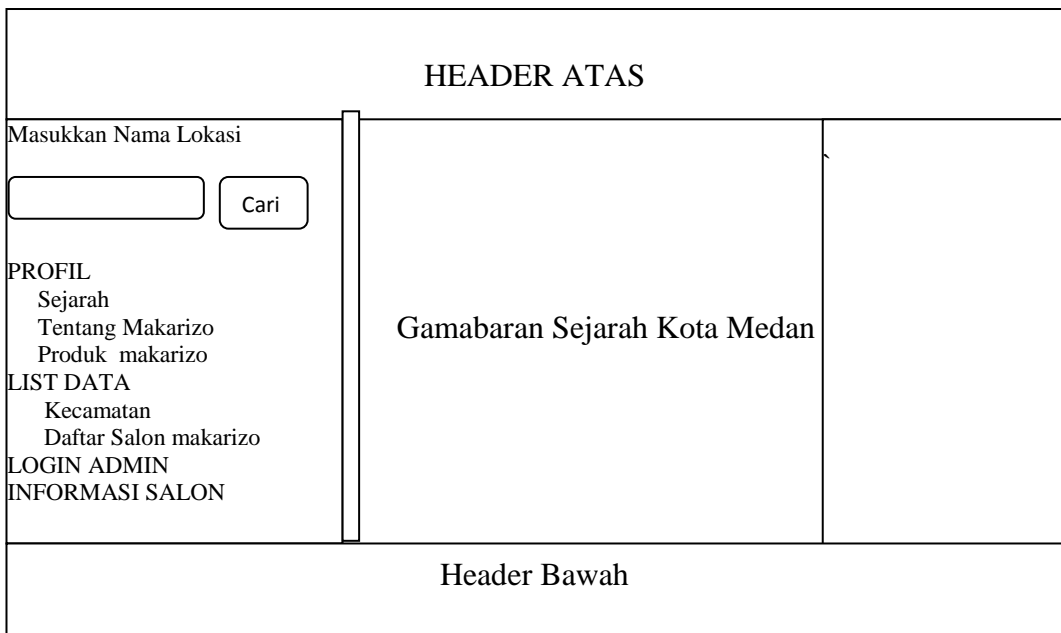 HEADER ATAS
Masukkan Nama Lokasi
Cari
PROFIL
Sejarah
Tentang Makarizo
Produk makarizo
LIST DATA
Kecamatan
Daftar Salon makarizo
LOGIN ADMIN
INFORMASI SALON
Gamabaran Sejarah Kota Medan
`
Header Bawah